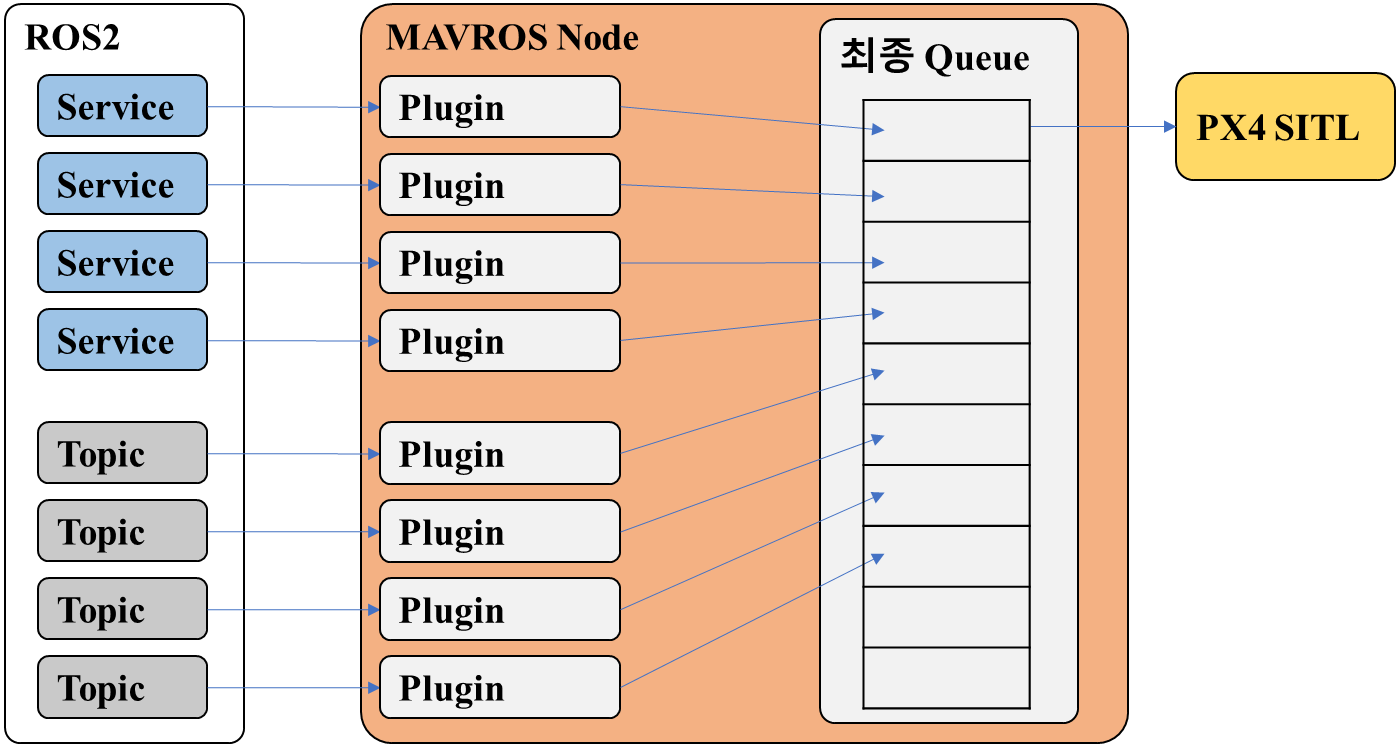 ROS2
Service
Service
Service
Service
Topic
Topic
Topic
Topic
MAVROS Node
Plugin
Plugin
Plugin
Plugin
Plugin
Plugin
Plugin
Plugin
최종 Queue
PX4 SITL